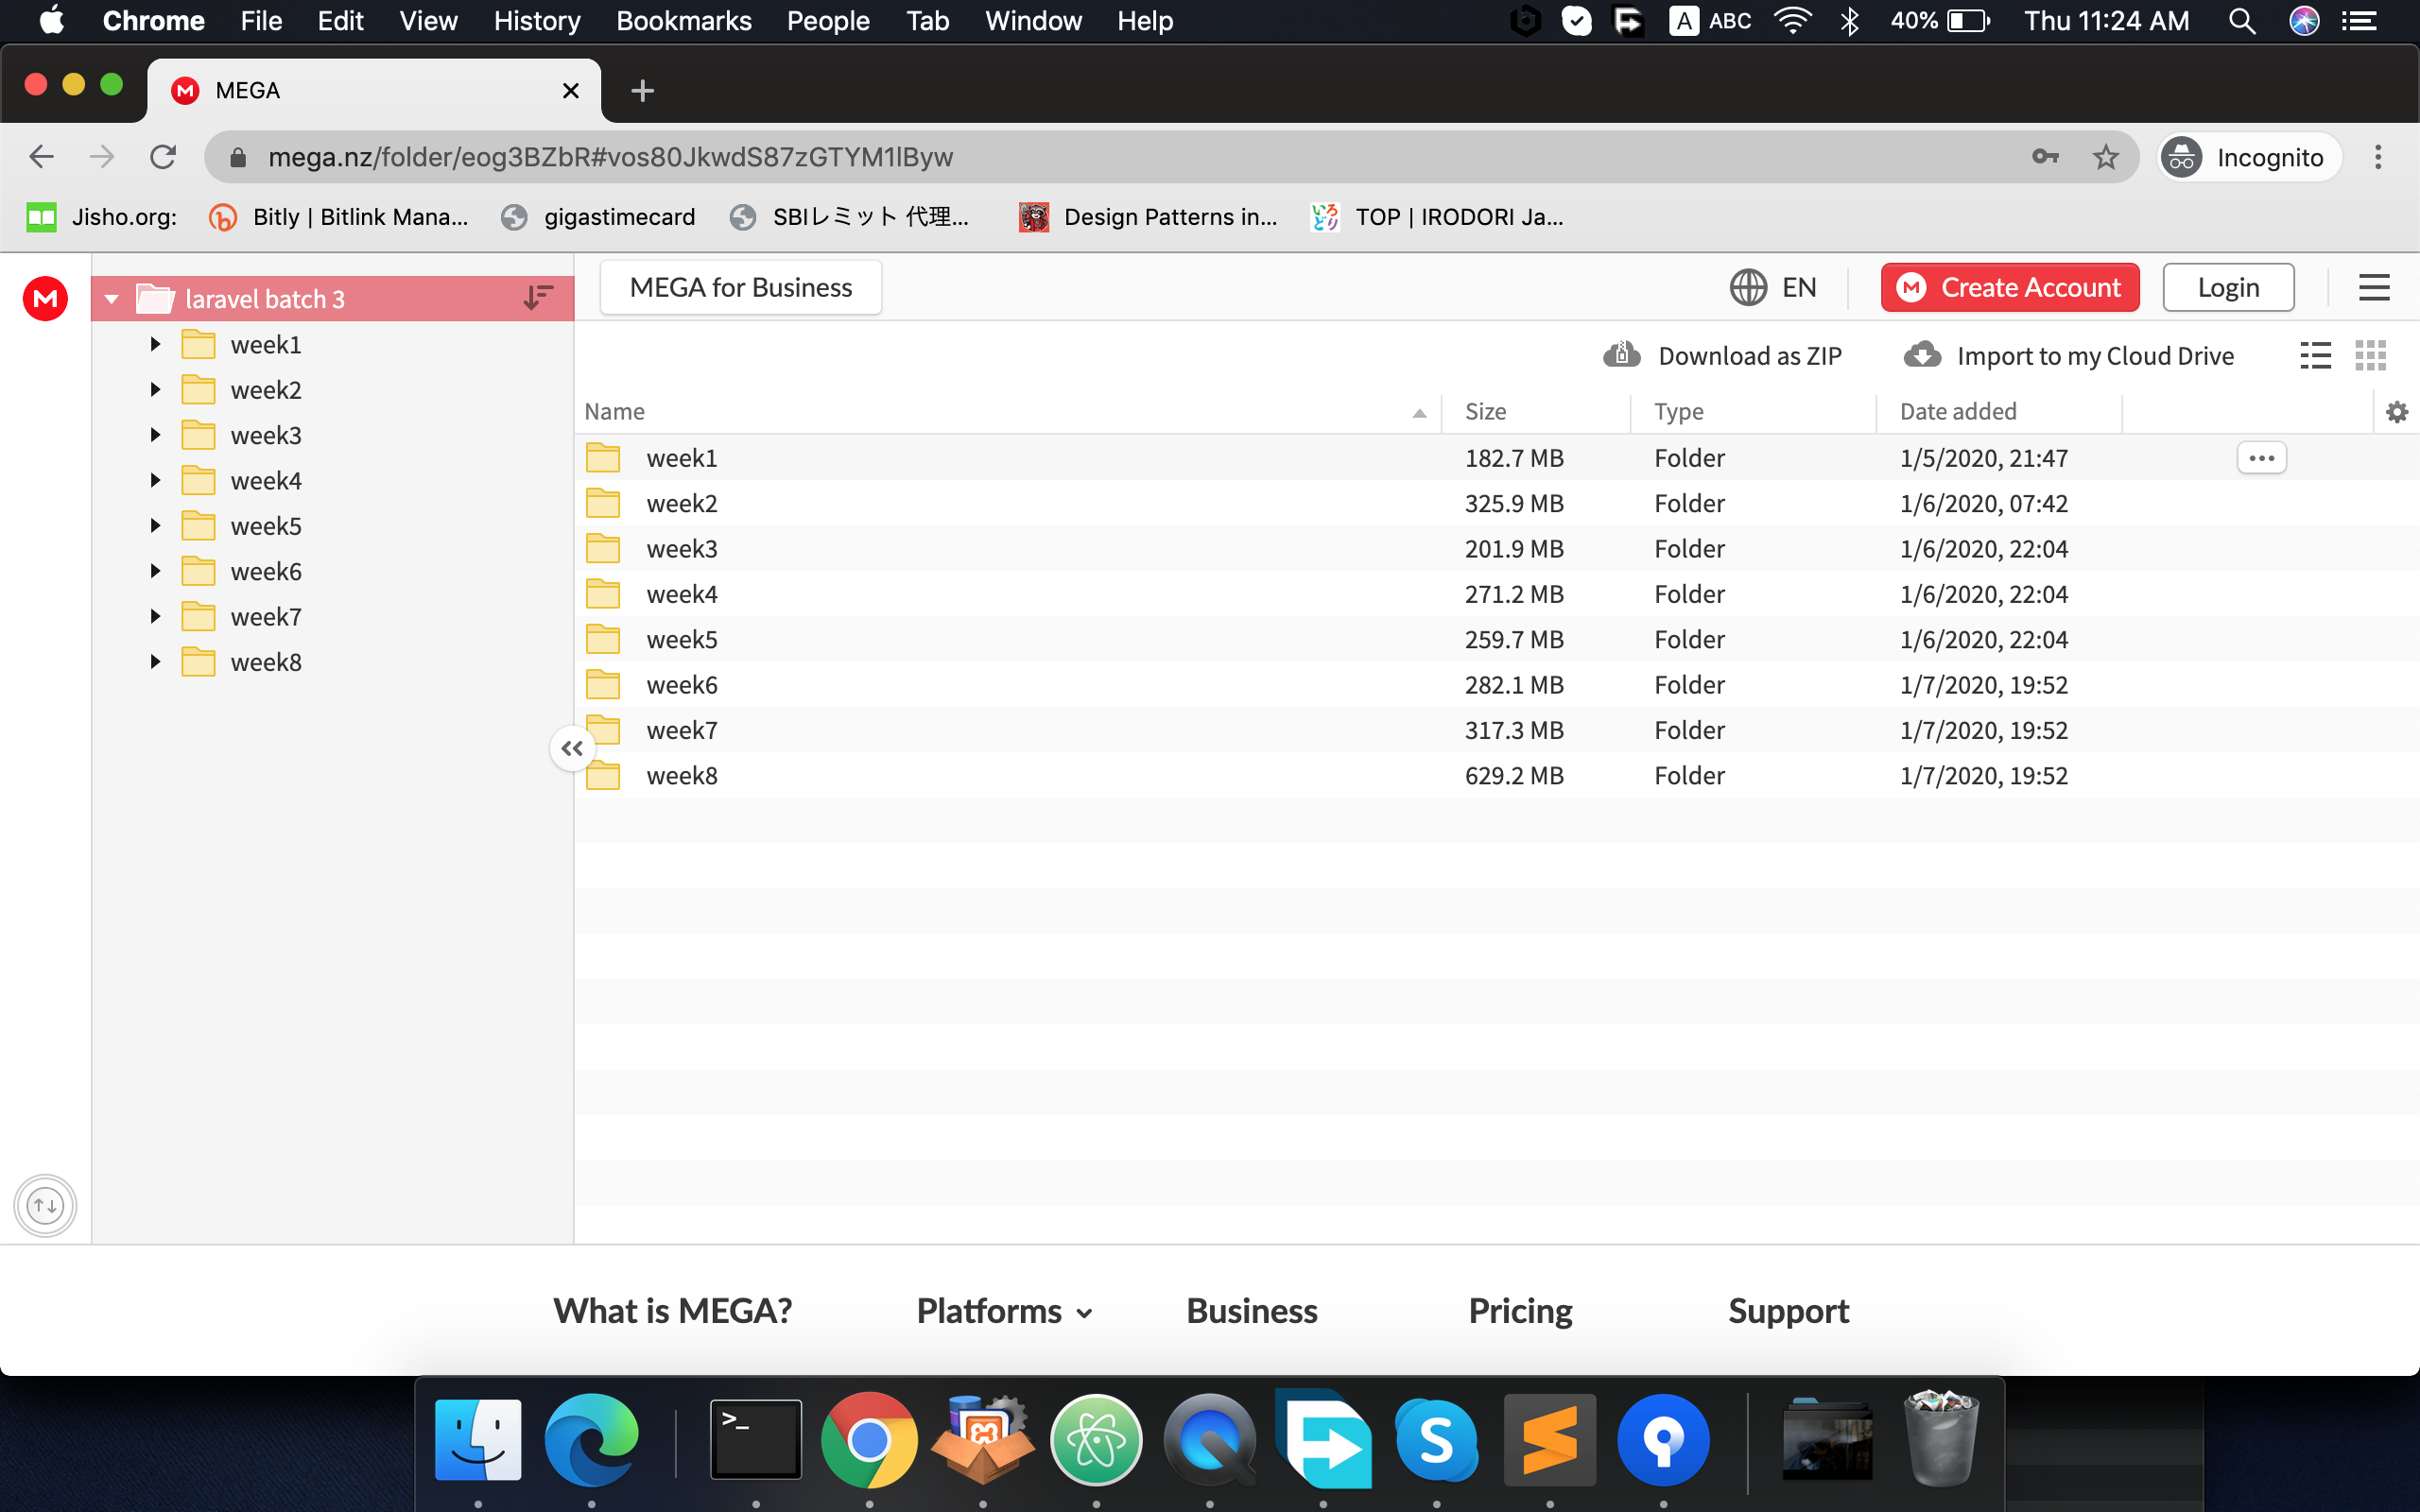 Chrome File Edit View History Bookmarks People Tab Window Help A ABC 40% Thu 11:24 AM
MEGA
mega.nz/folder/eog3BZbR#vos80JkwdS87zGTYM1lByw Incognito
Jisho.org: Bitly | Bitlink Mana... gigastimecard SBIレミット 代理... Design Patterns in... いろどり TOP | IRODORI Ja...
laravel batch 3 MEGA for Business EN Create Account Login
week1
week2
week3
week4
week5
week6
week7
week8
Download as ZIP Import to my Cloud Drive
Name Size Type Date added
week1 182.7 MB Folder 1/5/2020, 21:47
week2 325.9 MB Folder 1/6/2020, 07:42
week3 201.9 MB Folder 1/6/2020, 22:04
week4 271.2 MB Folder 1/6/2020, 22:04
week5 259.7 MB Folder 1/6/2020, 22:04
week6 282.1 MB Folder 1/7/2020, 19:52
week7 317.3 MB Folder 1/7/2020, 19:52
week8 629.2 MB Folder 1/7/2020, 19:52
What is MEGA? Platforms Business Pricing Support